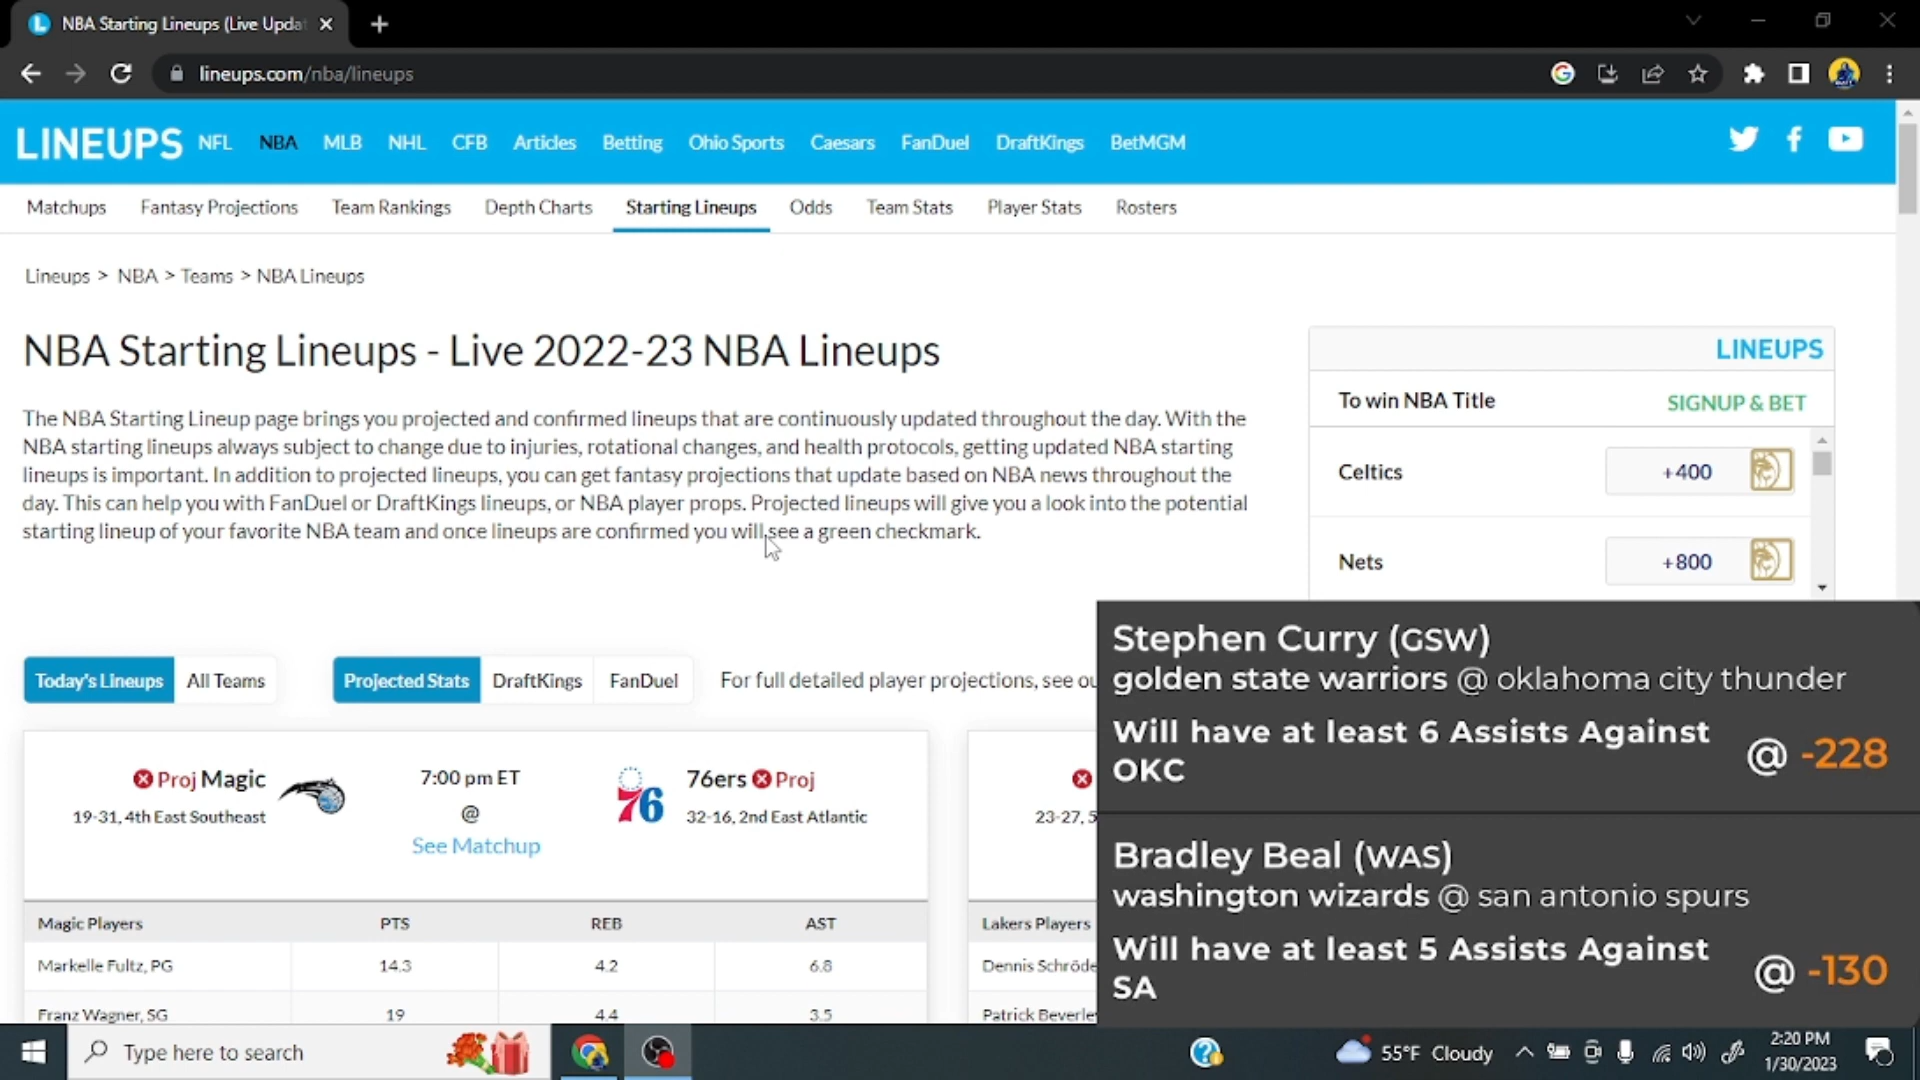 NBA Starting Lineups (Live Upda
lineups.com/nba/lineups
LINEUPS NFL NBA MLB NHL CFB Articles Betting Ohio Sports Caesars FanDuel DraftKings BetMGM
Matchups Fantasy Projections Team Rankings Depth Charts Starting Lineups Odds Team Stats Player Stats Rosters
Lineups > NBA > Teams > NBA Lineups
NBA Starting Lineups - Live 2022-23 NBA Lineups
The NBA Starting Lineup page brings you projected and confirmed lineups that are continuously updated throughout the day. With the
NBA starting lineups always subject to change due to injuries, rotational changes, and health protocols, getting updated NBA starting
lineups is important. In addition to projected lineups, you can get fantasy projections that update based on NBA news throughout the
day. This can help you with FanDuel or DraftKings lineups, or NBA player props. Projected lineups will give you a look into the potential
starting lineup of your favorite NBA team and once lineups are confirmed you will see a green checkmark.
LINEUPS
To win NBA Title SIGNUP & BET
Celtics +400
Nets +800
Today's Lineups All Teams Projected Stats DraftKings FanDuel For full detailed player projections, see ou
Proj Magic 7:00 pm ET 76 76ers Proj
19-31, 4th East Southeast @ 32-16, 2nd East Atlantic 23-27, 5
See Matchup
Magic Players PTS REB AST Lakers Players
Markelle Fultz, PG 14.3 4.2 6.8 Dennis Schröde
Franz Wagner, SG 19 4.4 3.5 Patrick Beverle
Stephen Curry (GSW)
golden state warriors @ oklahoma city thunder
Will have at least 6 Assists Against
OKC
@ -228
Bradley Beal (WAS)
washington wizards @ san antonio spurs
Will have at least 5 Assists Against
SA
@ -130
Type here to search 55°F Cloudy 2:20 PM
1/30/2023